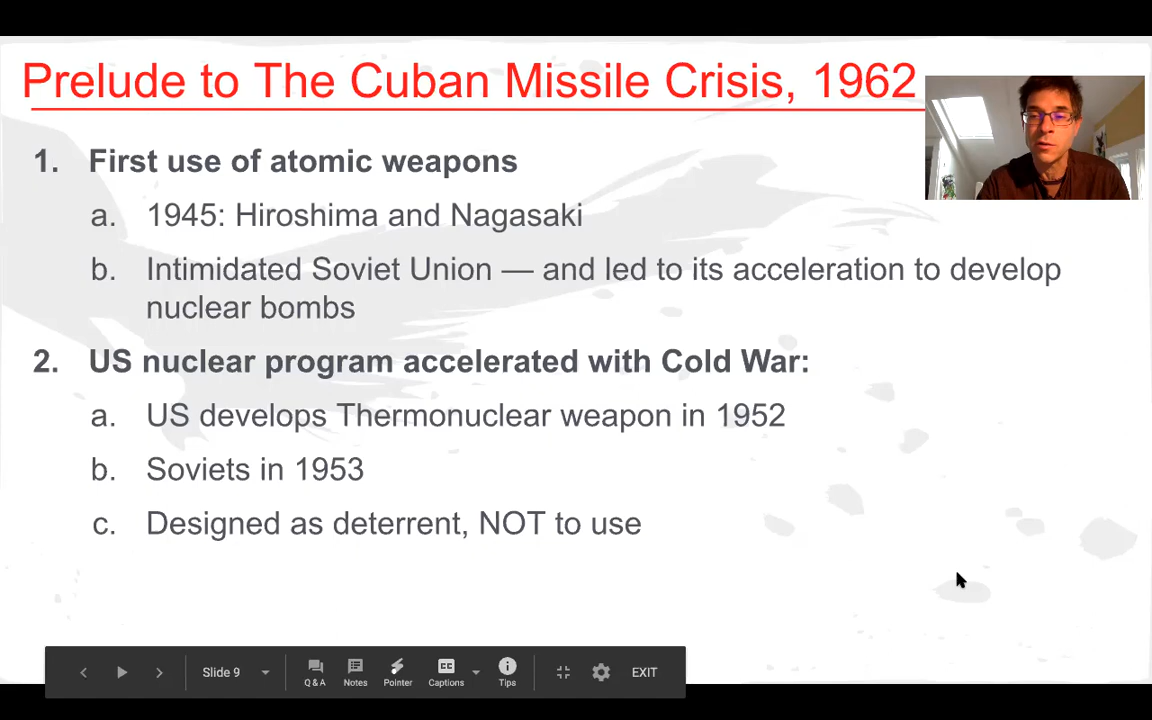 Prelude to The Cuban Missile Crisis, 1962
1. First use of atomic weapons
a. 1945: Hiroshima and Nagasaki
b. Intimidated Soviet Union — and led to its acceleration to develop
nuclear bombs
2. US nuclear program accelerated with Cold War:
a. US develops Thermonuclear weapon in 1952
b. Soviets in 1953
c. Designed as deterrent, NOT to use
Slide 9
Q & A
Notes
Pointer
CC
Captions
Tips
EXIT